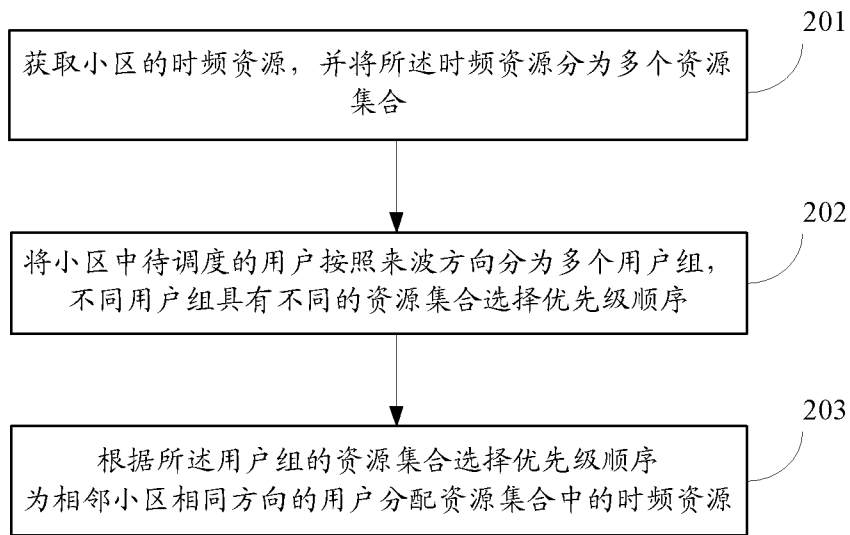 201
获取小区的时频资源，并将所述时频资源分为多个资源
集合
202
将小区中待调度的用户按照来波方向分为多个用户组，
不同用户组具有不同的资源集合选择优先级顺序
203
根据所述用户组的资源集合选择优先级顺序
为相邻小区相同方向的用户分配资源集合中的时频资源